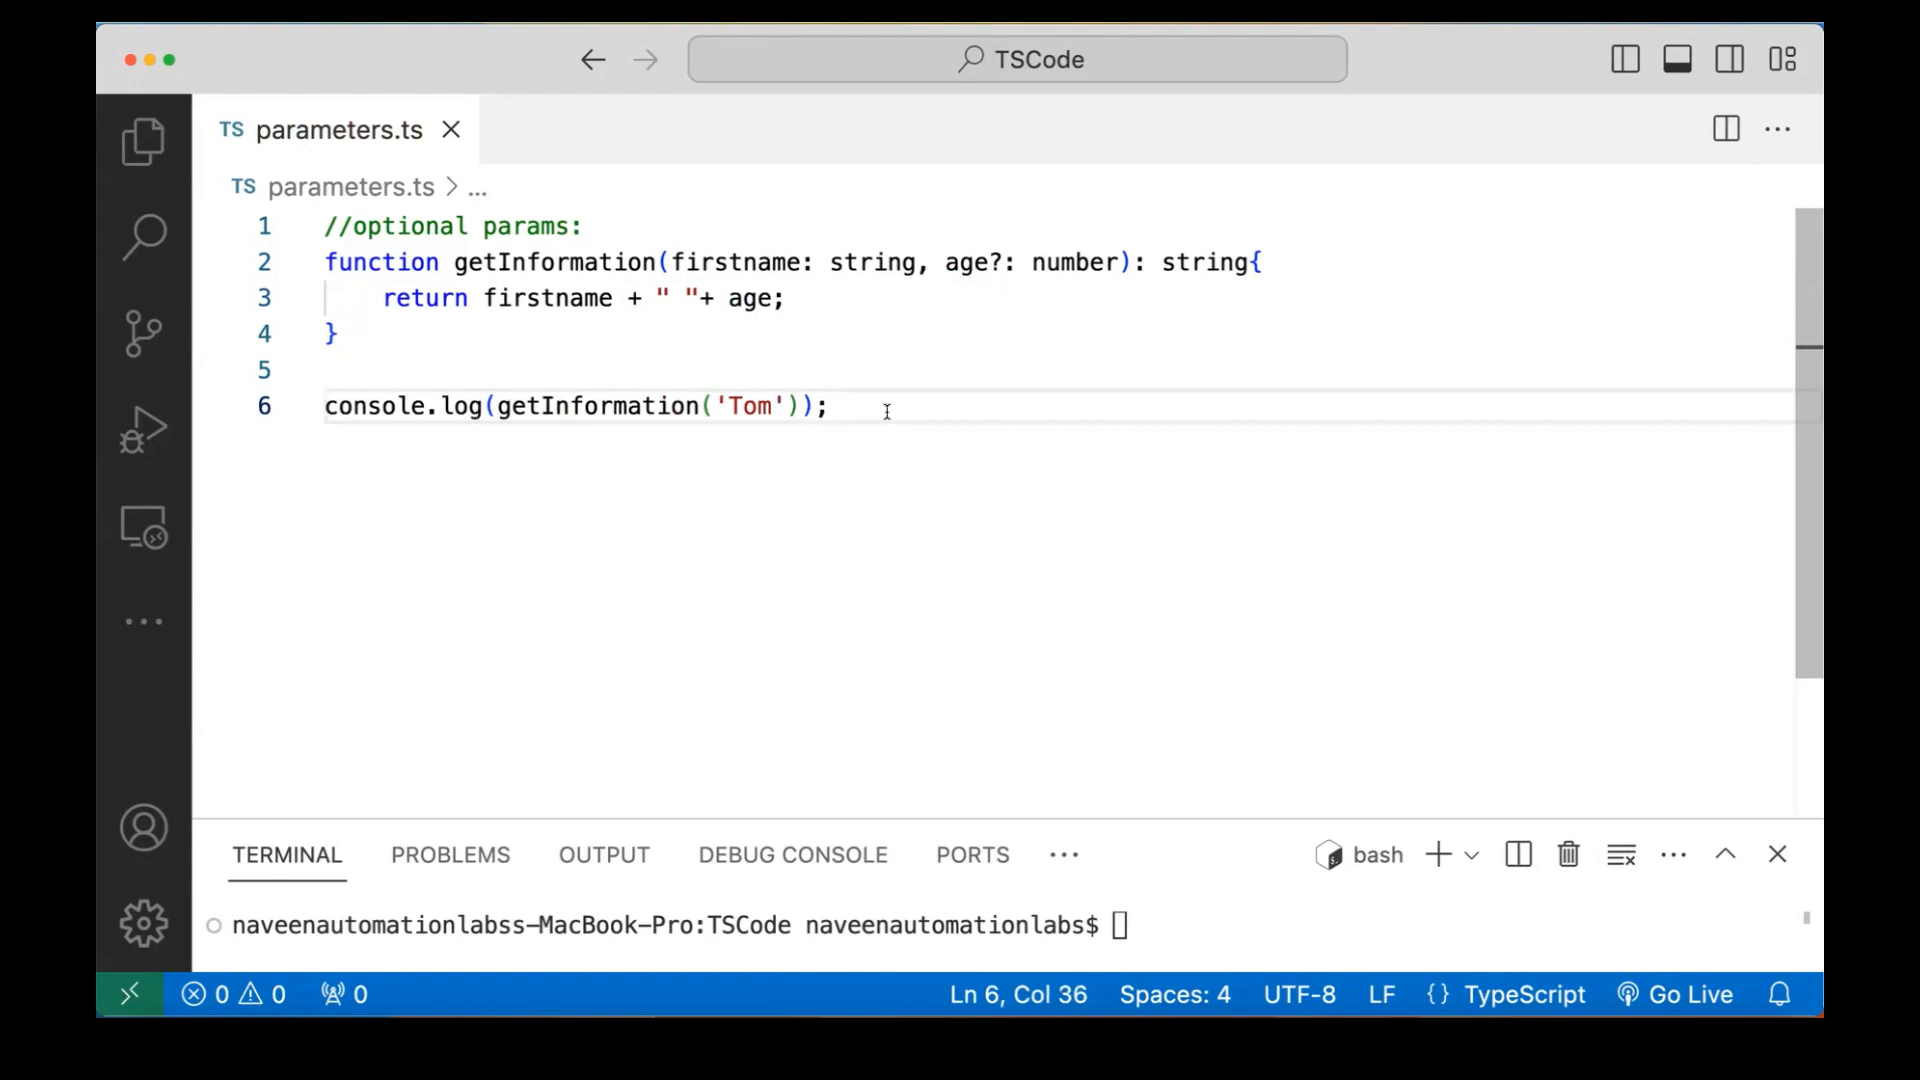 TSCode
TS parameters.ts
TS parameters.ts > ...
1 //optional params:
2 function getInformation(firstname: string, age?: number): string{
3 return firstname + " "+ age;
4 }
5
6 console.log(getInformation('Tom'));
TERMINAL PROBLEMS OUTPUT DEBUG CONSOLE PORTS ... bash
naveenautomationlabss-MacBook-Pro:TSCode naveenautomationlabs$
0 0 0 Ln 6, Col 36 Spaces: 4 UTF-8 LF {} TypeScript Go Live